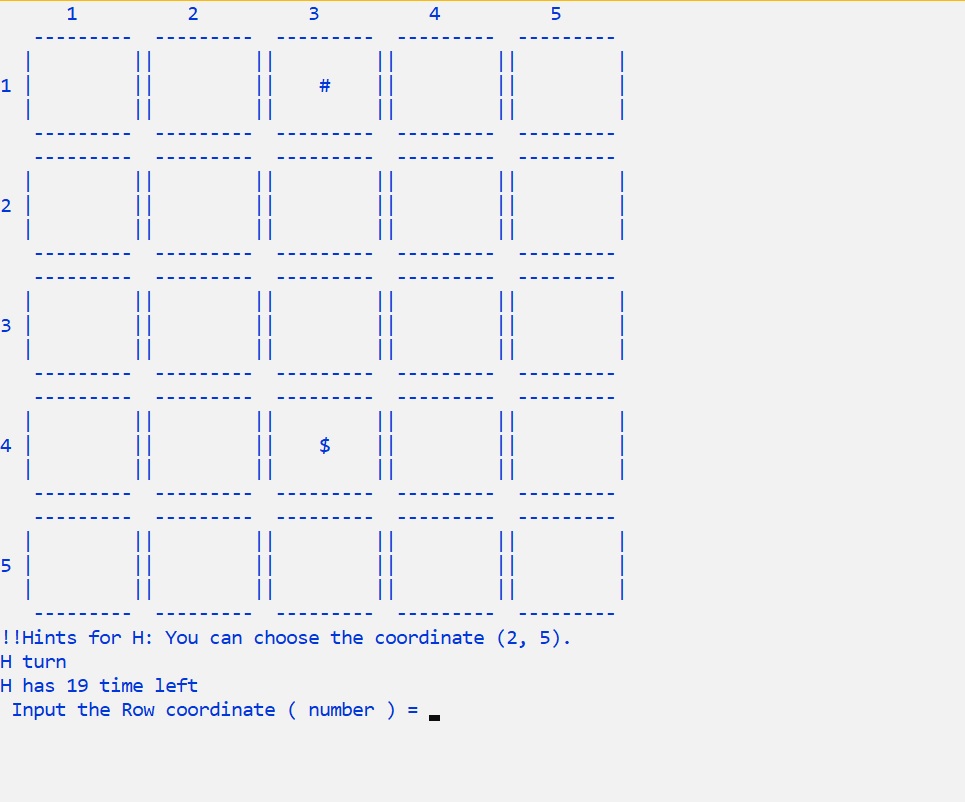 1 2 3 4 5
--------- --------- --------- --------- ---------
| || || || || |
1 | || || # || || |
| || || || || |
--------- --------- --------- --------- ---------
--------- --------- --------- --------- ---------
| || || || || |
2 | || || || || |
| || || || || |
--------- --------- --------- --------- ---------
--------- --------- --------- --------- ---------
| || || || || |
3 | || || || || |
| || || || || |
--------- --------- --------- --------- ---------
--------- --------- --------- --------- ---------
| || || || || |
4 | || || $ || || |
| || || || || |
--------- --------- --------- --------- ---------
--------- --------- --------- --------- ---------
| || || || || |
5 | || || || || |
| || || || || |
--------- --------- --------- --------- ---------
!!Hints for H: You can choose the coordinate (2, 5).
H turn
H has 19 time left
Input the Row coordinate ( number ) =